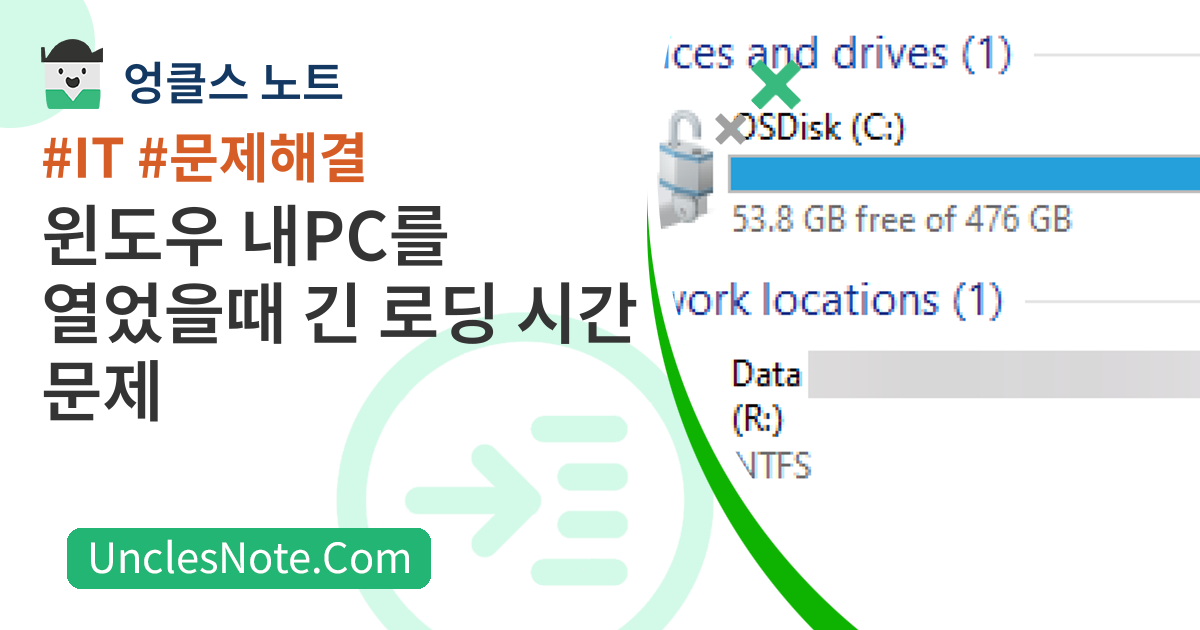 엉클스 노트
#IT #문제해결
윈도우 내PC를
열었을때 긴 로딩 시간
문제
UnclesNote.Com
ices and drives (1)
OSDisk (C:)
53.8 GB free of 476 GB
work locations (1)
Data
(R:)
NTFS